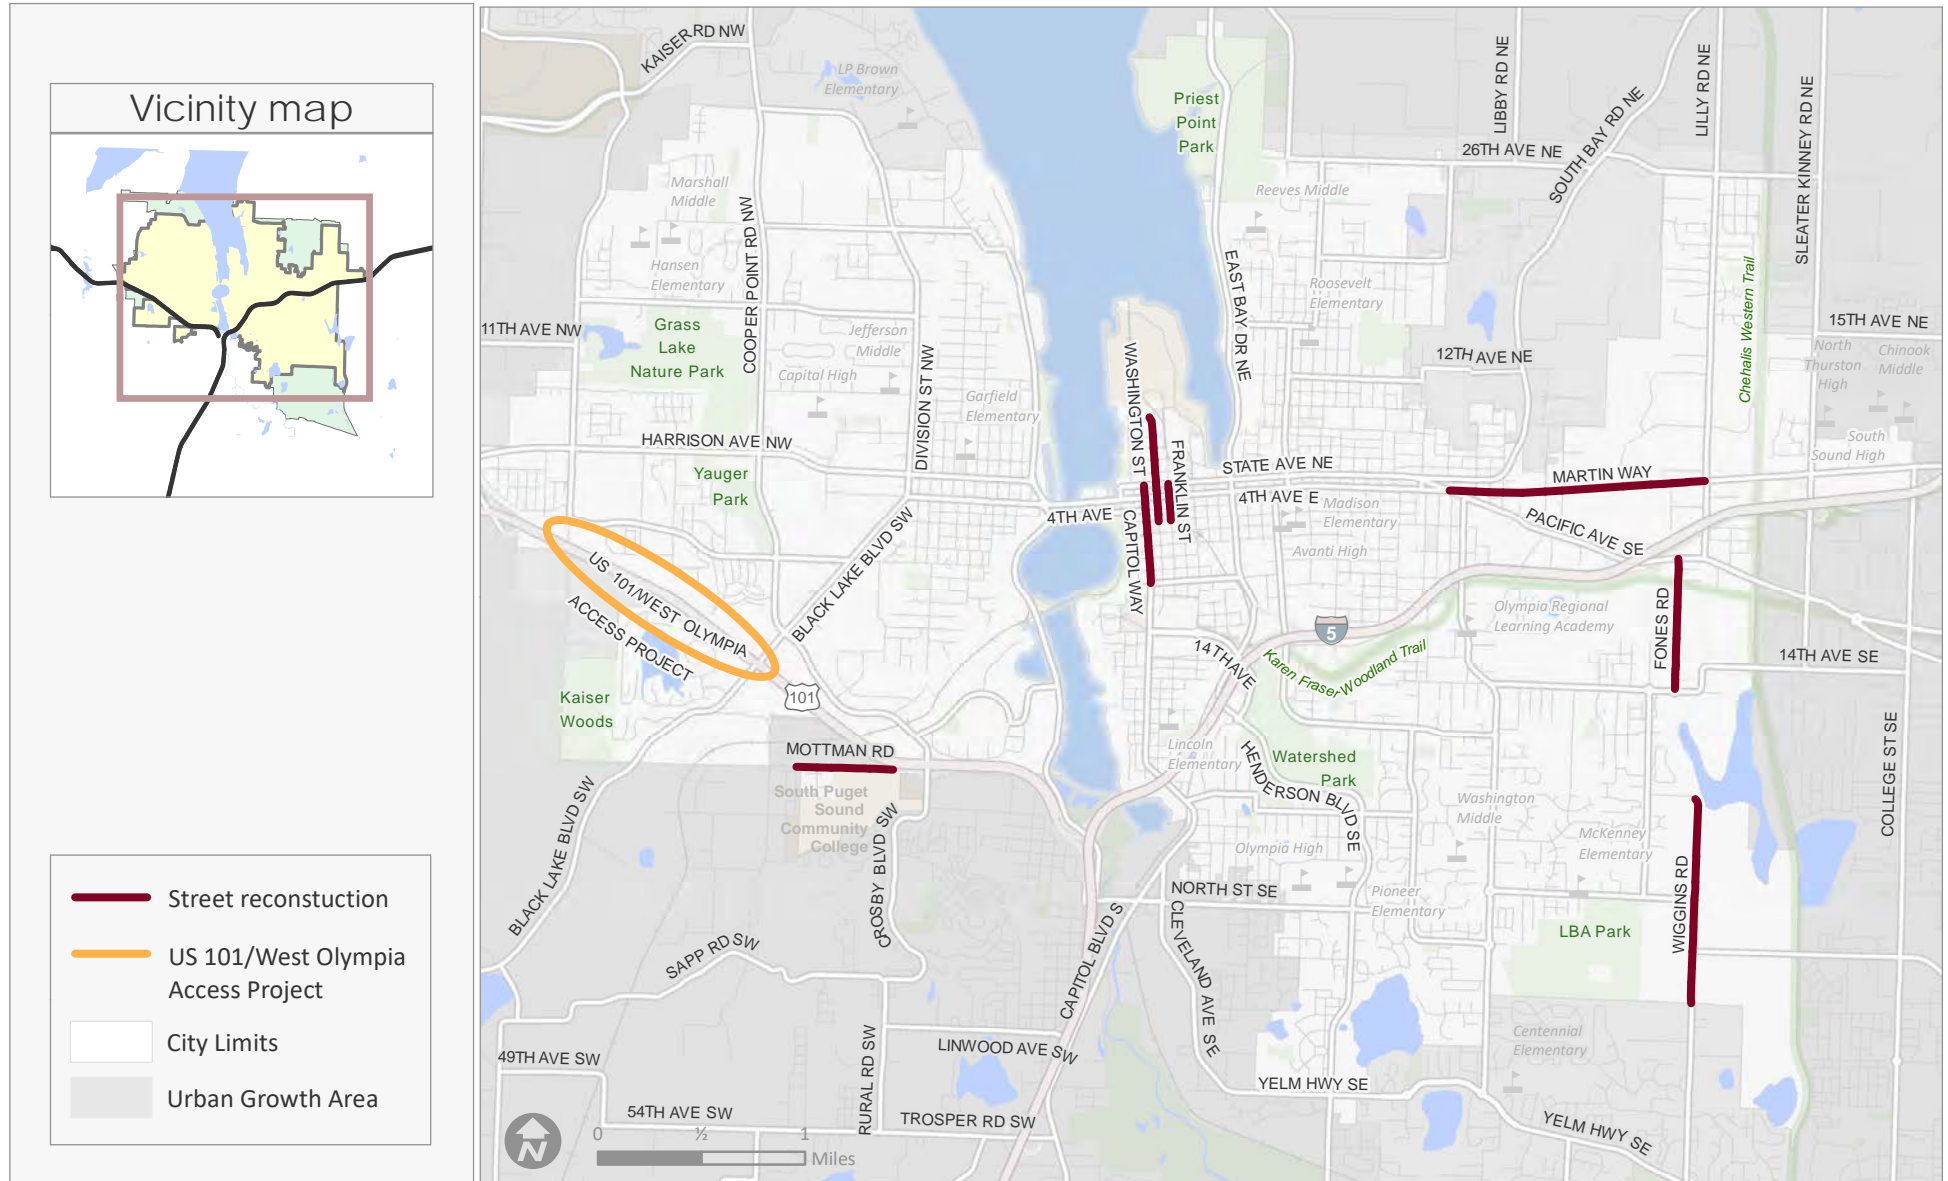 Vicinity map
Street reconstuction
US 101/West Olympia
Access Project
City Limits
Urban Growth Area
KAISER RD NW
LP Brown
Elementary
Priest
Point
Park
LIBBY RD NE
SOUTH BAY RD NE
LILLY RD NE
SLEATER KINNEY RD NE
26TH AVE NE
Marshall
Middle
Reeves Middle
COOPER POINT RD NW
Hansen
Elementary
EAST BAY DR NE
Roosevelt
Elementary
Chehalis Western Trail
11TH AVE NW
Grass
Lake
Nature Park
Jefferson
Middle
Capital High
DIVISION ST NW
Garfield
Elementary
WASHINGTON ST
12TH AVE NE
15TH AVE NE
North
Thurston
High
Chinook
Middle
HARRISON AVE NW
Yauger
Park
FRANKLIN ST
STATE AVE NE
4TH AVE E
4TH AVE
Madison
Elementary
Avanti High
MARTIN WAY
PACIFIC AVE SE
South
Sound High
CAPITOL WAY
US 101/WEST OLYMPIA
ACCESS PROJECT
BLACK LAKE BLVD SW
101
5
14TH AVE
Karen Fraser Woodland Trail
Olympia Regional
Learning Academy
FONES RD
14TH AVE SE
Kaiser
Woods
MOTTMAN RD
South Puget
Sound
Community
College
CROSBY BLVD SW
BLACK LAKE BLVD SW
Lincoln
Elementary
HENDERSON BLVD SE
Watershed
Park
Washington
Middle
McKenney
Elementary
Olympia High
COLLEGE ST SE
NORTH ST SE
Pioneer
Elementary
LBA Park
WIGGINS RD
SAPP RD SW
CAPITOL BLVD S
CLEVELAND AVE SE
Centennial
Elementary
49TH AVE SW
RURAL RD SW
LINWOOD AVE SW
YELM HWY SE
YELM HWY SE
54TH AVE SW
TROSPER RD SW
N
0 ½ 1
Miles